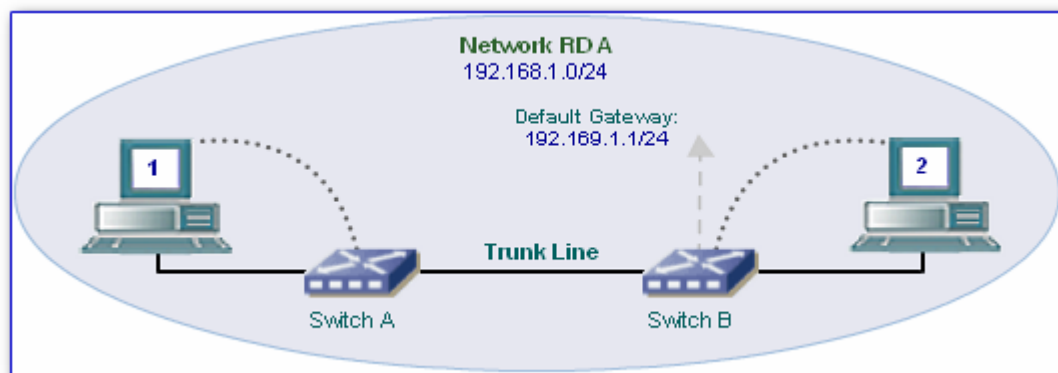 Network RD A
192.168.1.0/24
Default Gateway:
192.169.1.1/24
1
2
Trunk Line
Switch A
Switch B